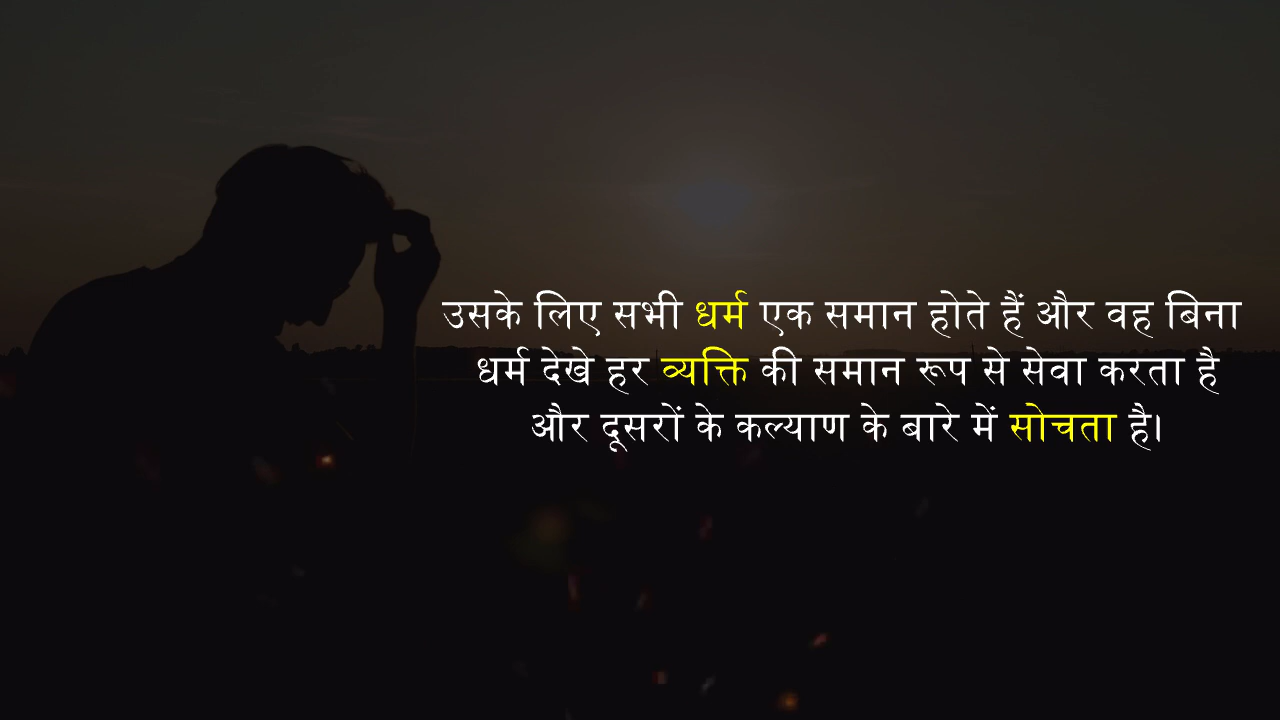 उसके लिए सभी धर्म एक समान होते हैं और वह बिना
धर्म देखे हर व्यक्ति की समान रूप से सेवा करता है
और दूसरों के कल्याण के बारे में सोचता है।